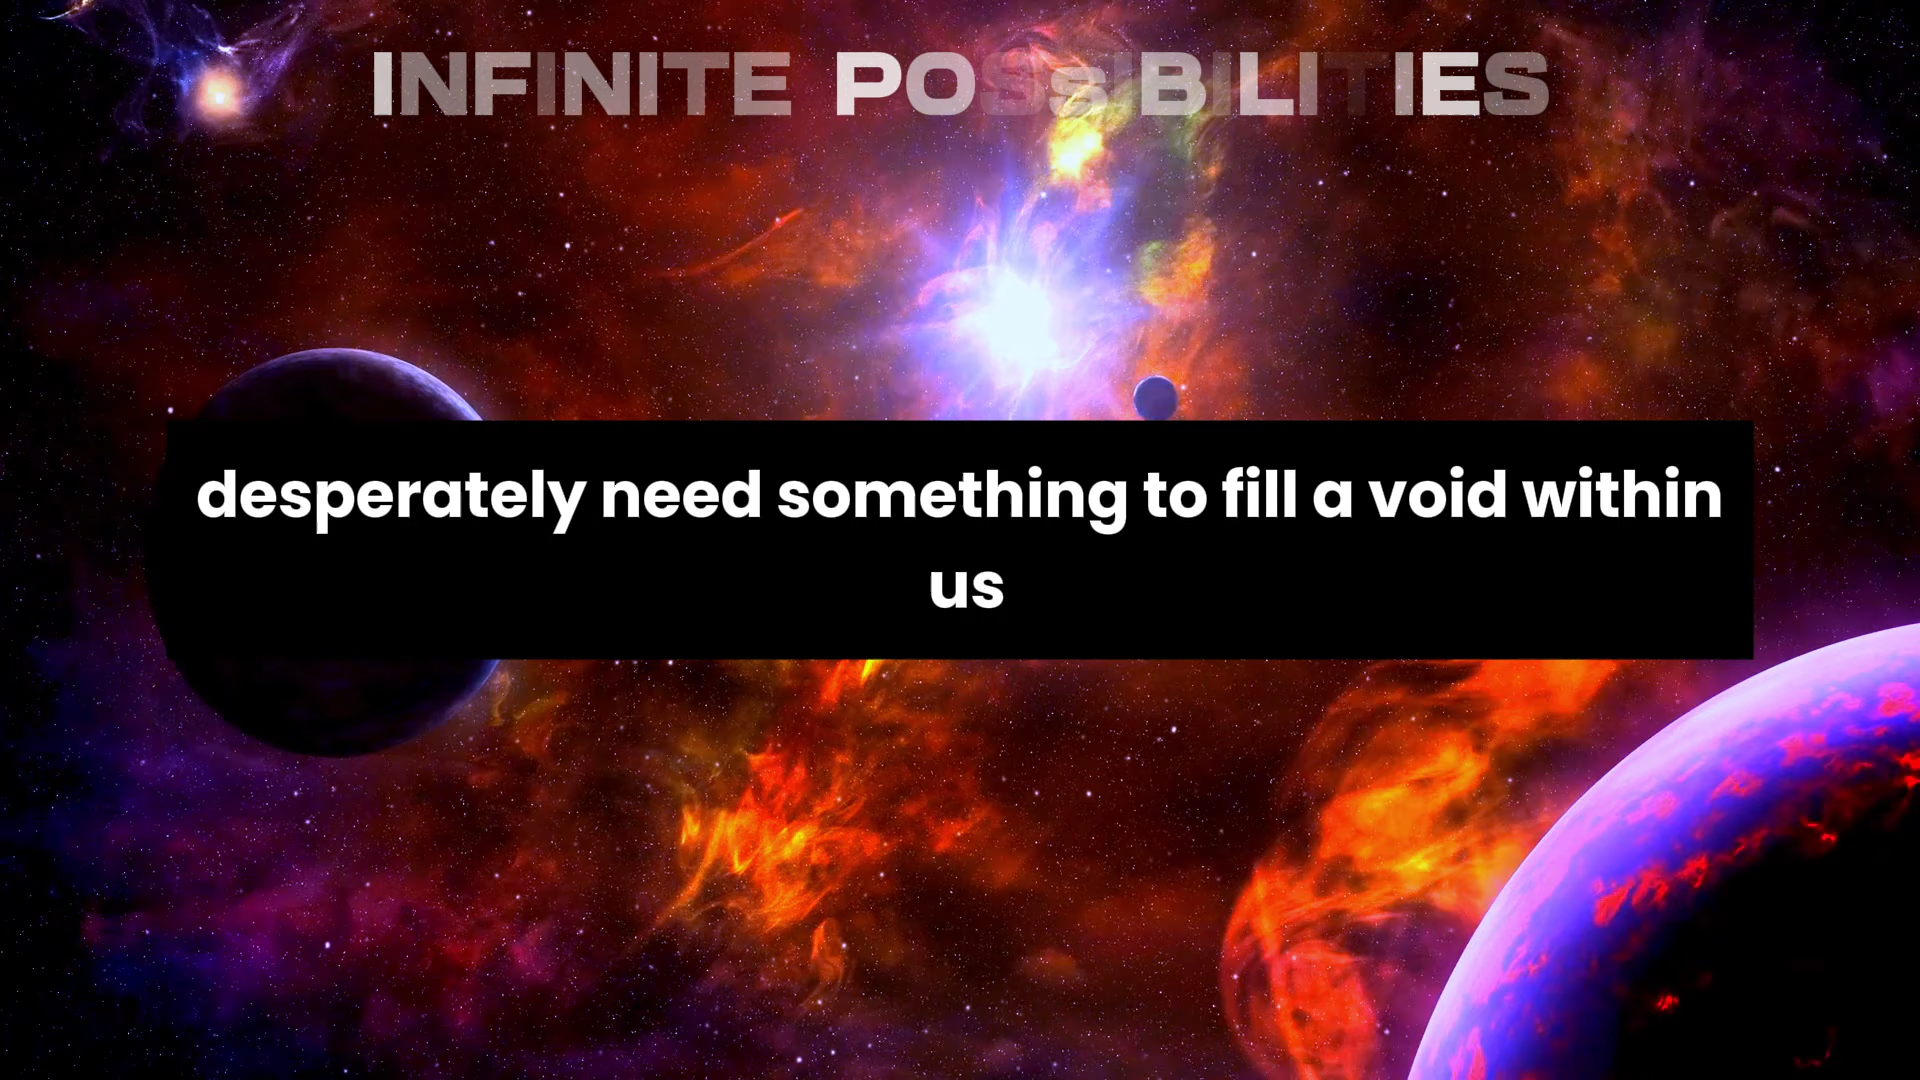 INFINITE POSsIBILITIES
desperately need something to fill a void within
us